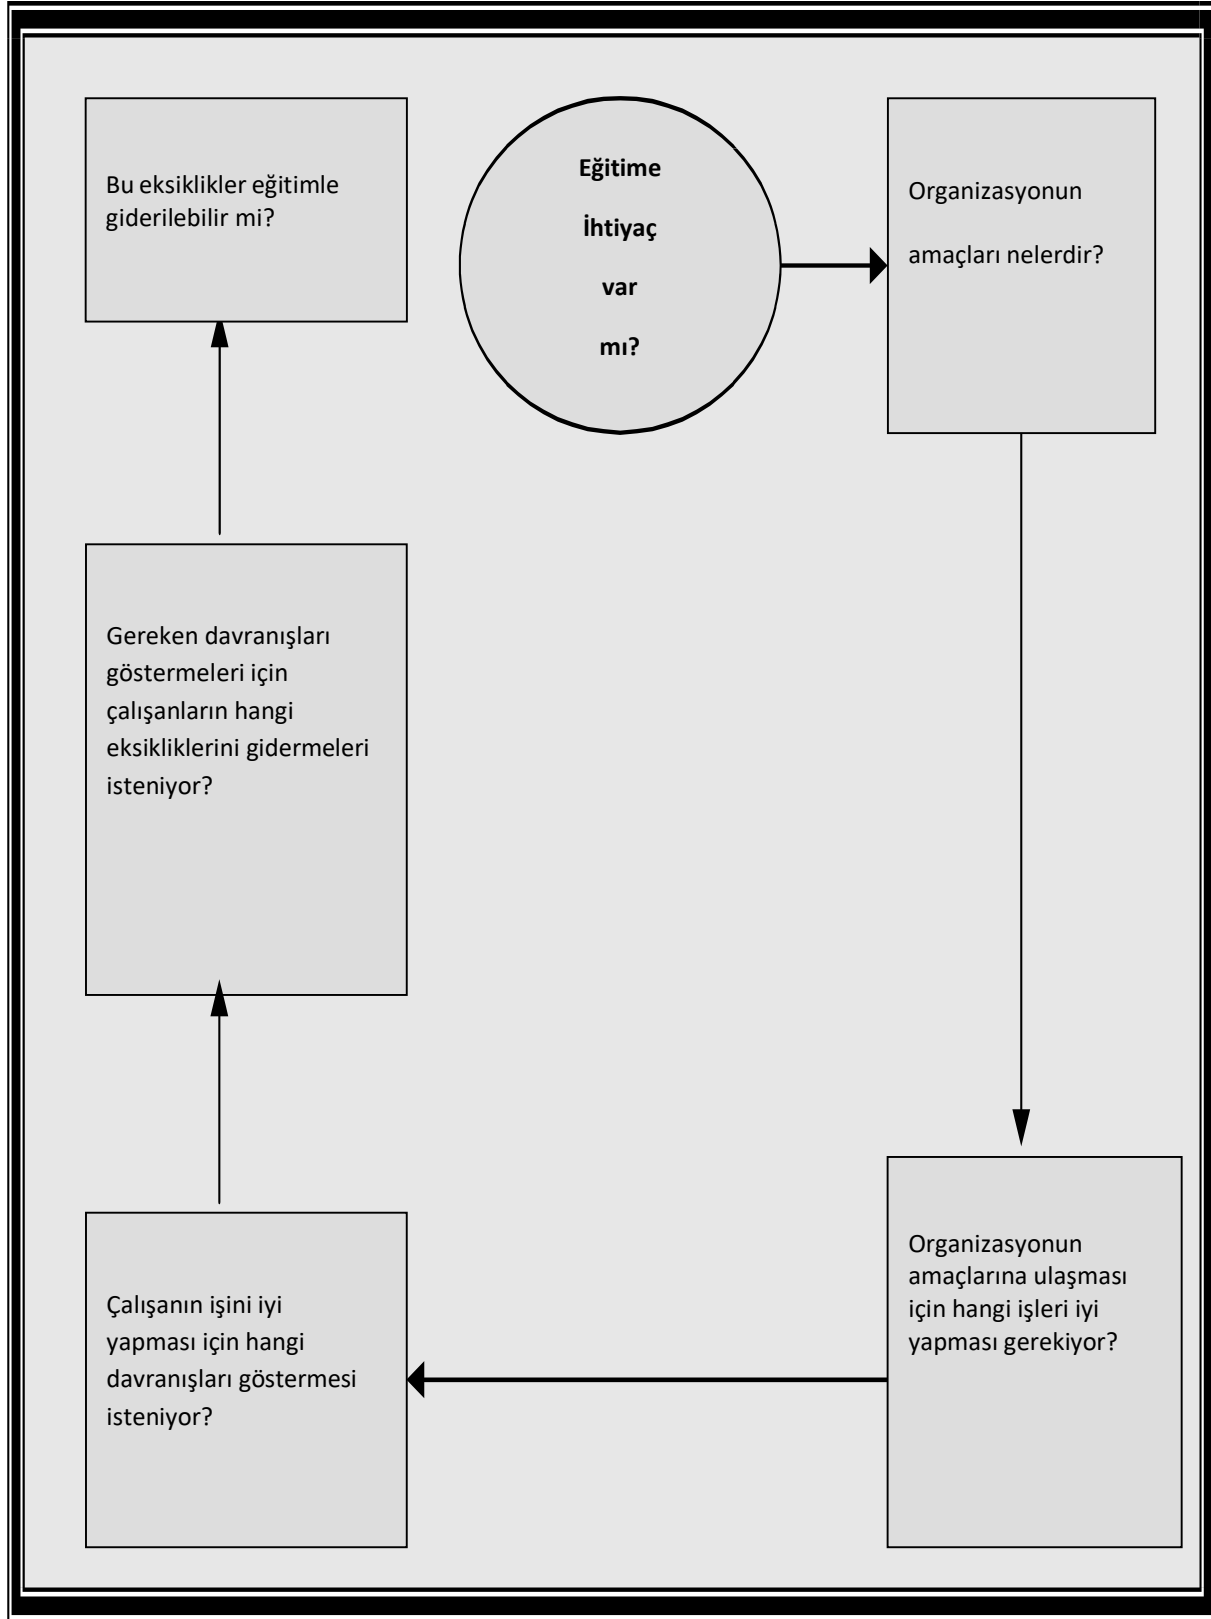 Eğitime
İhtiyaç
var
mı?
Organizasyonun
amaçları nelerdir?
Organizasyonun
amaçlarına ulaşması
için hangi işleri iyi
yapması gerekiyor?
Çalışanın işini iyi
yapması için hangi
davranışları göstermesi
isteniyor?
Gereken davranışları
göstermeleri için
çalışanların hangi
eksikliklerini gidermeleri
isteniyor?
Bu eksiklikler eğitimle
giderilebilir mi?